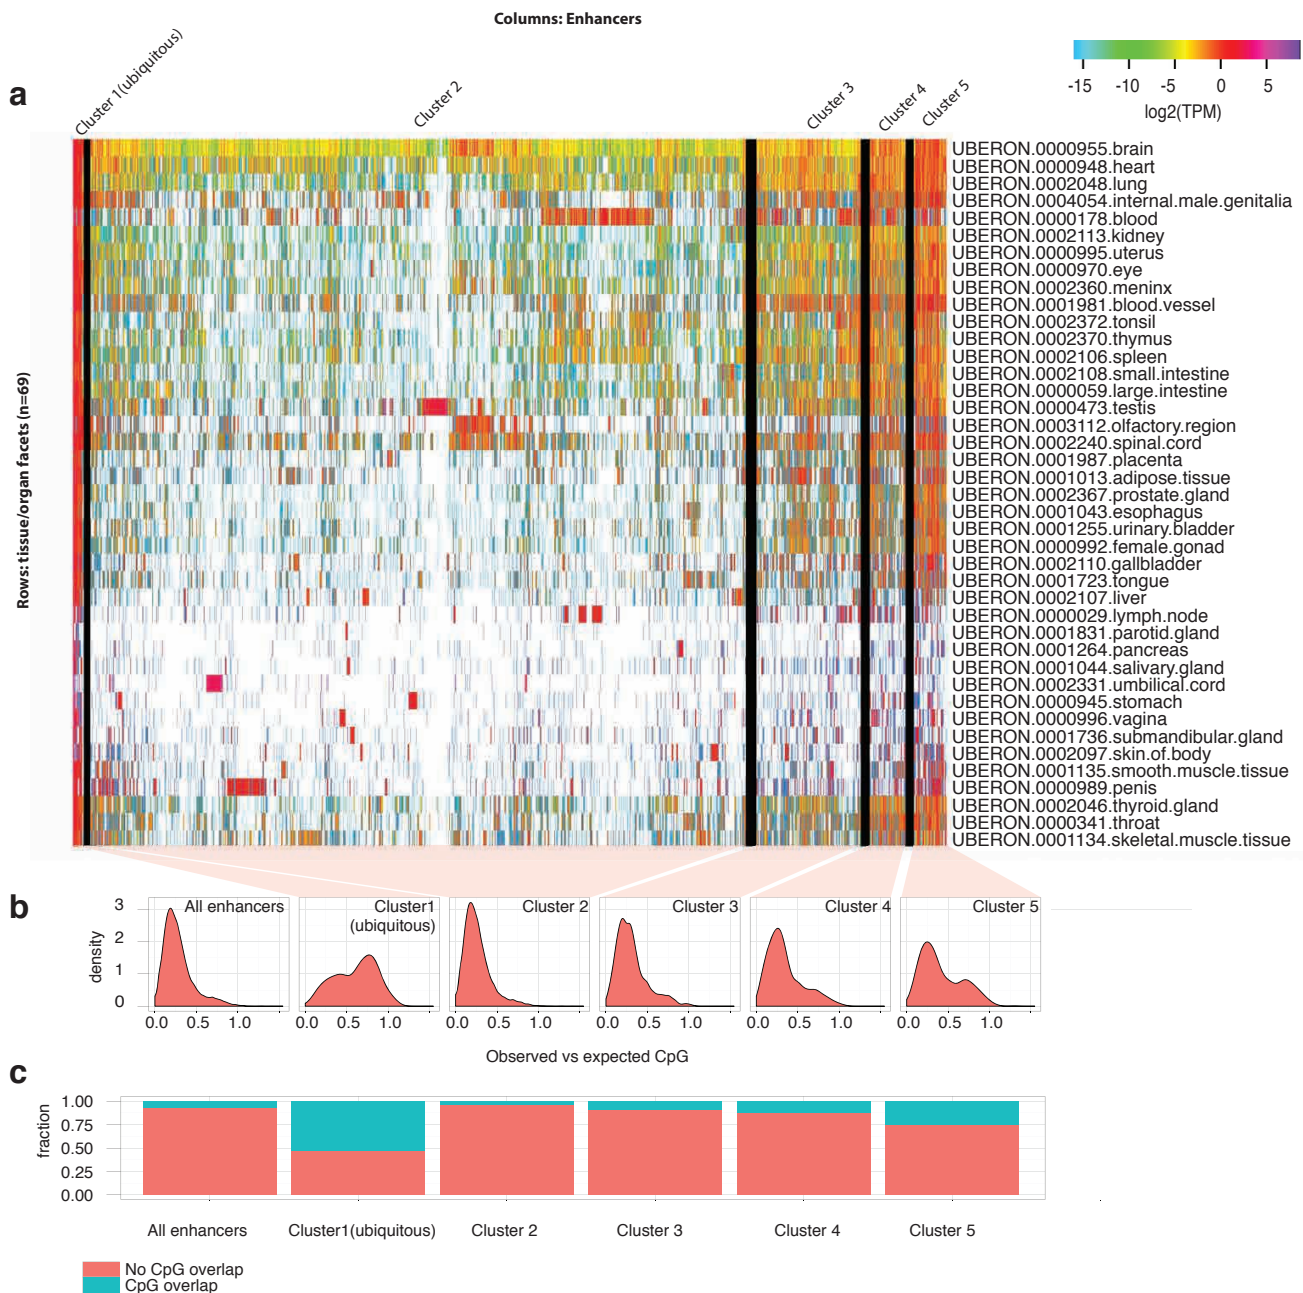 Columns: Enhancers
a
Cluster 1(ubiquitous)
Cluster 2
Cluster 3
Cluster 4
Cluster 5
-15 -10 -5 0 5
log2(TPM)
Rows: tissue/organ facets (n=69)
UBERON.0000955.brain
UBERON.0000948.heart
UBERON.0002048.lung
UBERON.0004054.internal.male.genitalia
UBERON.0000178.blood
UBERON.0002113.kidney
UBERON.0000995.uterus
UBERON.0000970.eye
UBERON.0002360.meninx
UBERON.0001981.blood.vessel
UBERON.0002372.tonsil
UBERON.0002370.thymus
UBERON.0002106.spleen
UBERON.0002108.small.intestine
UBERON.0000059.large.intestine
UBERON.0000473.testis
UBERON.0003112.olfactory.region
UBERON.0002240.spinal.cord
UBERON.0001987.placenta
UBERON.0001013.adipose.tissue
UBERON.0002367.prostate.gland
UBERON.0001043.esophagus
UBERON.0001255.urinary.bladder
UBERON.0000992.female.gonad
UBERON.0002110.gallbladder
UBERON.0001723.tongue
UBERON.0002107.liver
UBERON.0000029.lymph.node
UBERON.0001831.parotid.gland
UBERON.0001264.pancreas
UBERON.0001044.salivary.gland
UBERON.0002331.umbilical.cord
UBERON.0000945.stomach
UBERON.0000996.vagina
UBERON.0001736.submandibular.gland
UBERON.0002097.skin.of.body
UBERON.0001135.smooth.muscle.tissue
UBERON.0000989.penis
UBERON.0002046.thyroid.gland
UBERON.0000341.throat
UBERON.0001134.skeletal.muscle.tissue
b
density
3
2
1
0
All enhancers
Cluster1
(ubiquitous)
Cluster 2
Cluster 3
Cluster 4
Cluster 5
0.0 0.5 1.0 0.0 0.5 1.0 0.0 0.5 1.0 0.0 0.5 1.0 0.0 0.5 1.0 0.0 0.5 1.0
Observed vs expected CpG
c
fraction
1.00
0.75
0.50
0.25
0.00
All enhancers Cluster1(ubiquitous) Cluster 2 Cluster 3 Cluster 4 Cluster 5
No CpG overlap
CpG overlap